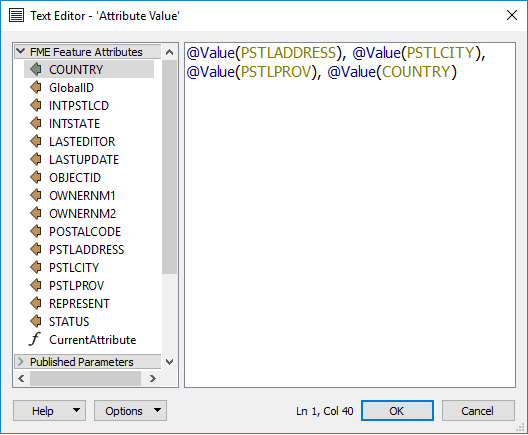 Text Editor - 'Attribute Value'
FME Feature Attributes
COUNTRY
GlobalID
INTPSTLCD
INTSTATE
LASTEDITOR
LASTUPDATE
OBJECTID
OWNERNM1
OWNERNM2
POSTALCODE
PSTLADDRESS
PSTLCITY
PSTLPROV
REPRESENT
STATUS
CurrentAttribute
Published Parameters
@Value(PSTLADDRESS), @Value(PSTLCITY),
@Value(PSTLPROV), @Value(COUNTRY)
Help
Options
Ln 1, Col 40
OK
Cancel